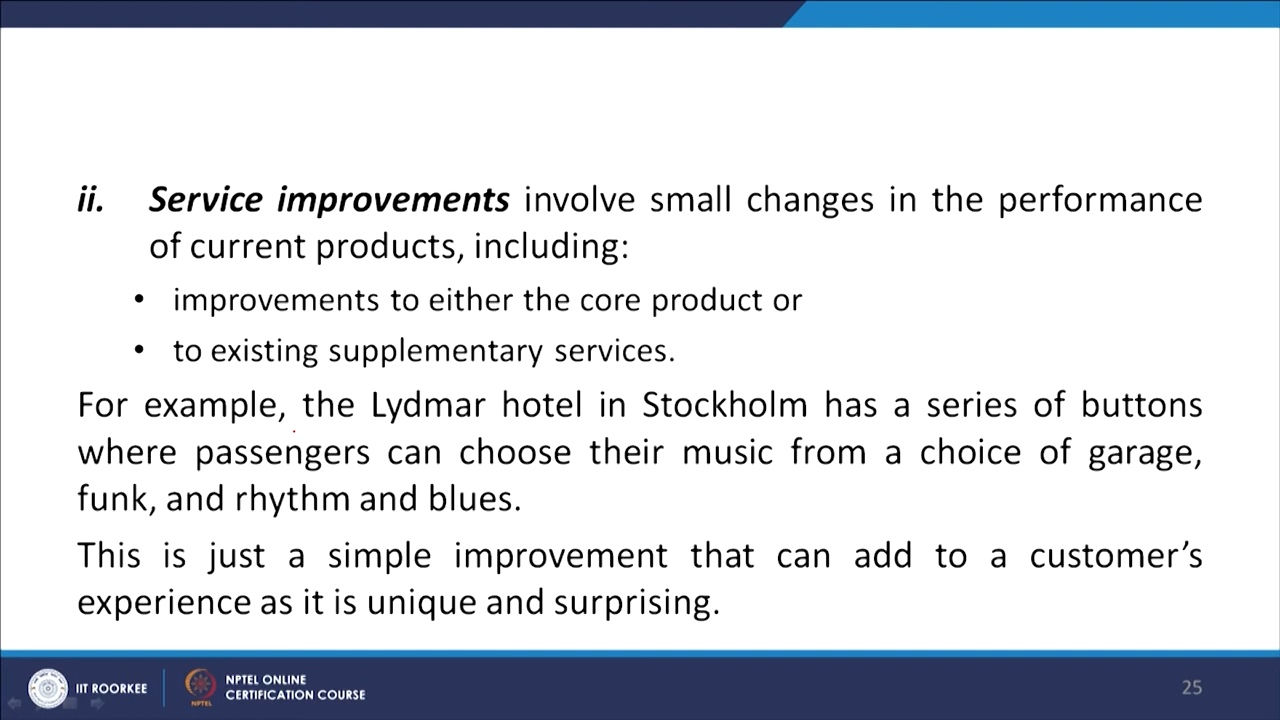 ii. Service improvements involve small changes in the performance
of current products, including:
• improvements to either the core product or
• to existing supplementary services.
For example, the Lydmar hotel in Stockholm has a series of buttons
where passengers can choose their music from a choice of garage,
funk, and rhythm and blues.
This is just a simple improvement that can add to a customer’s
experience as it is unique and surprising.
IIT ROORKEE
NPTEL
NPTEL ONLINE
CERTIFICATION COURSE
25